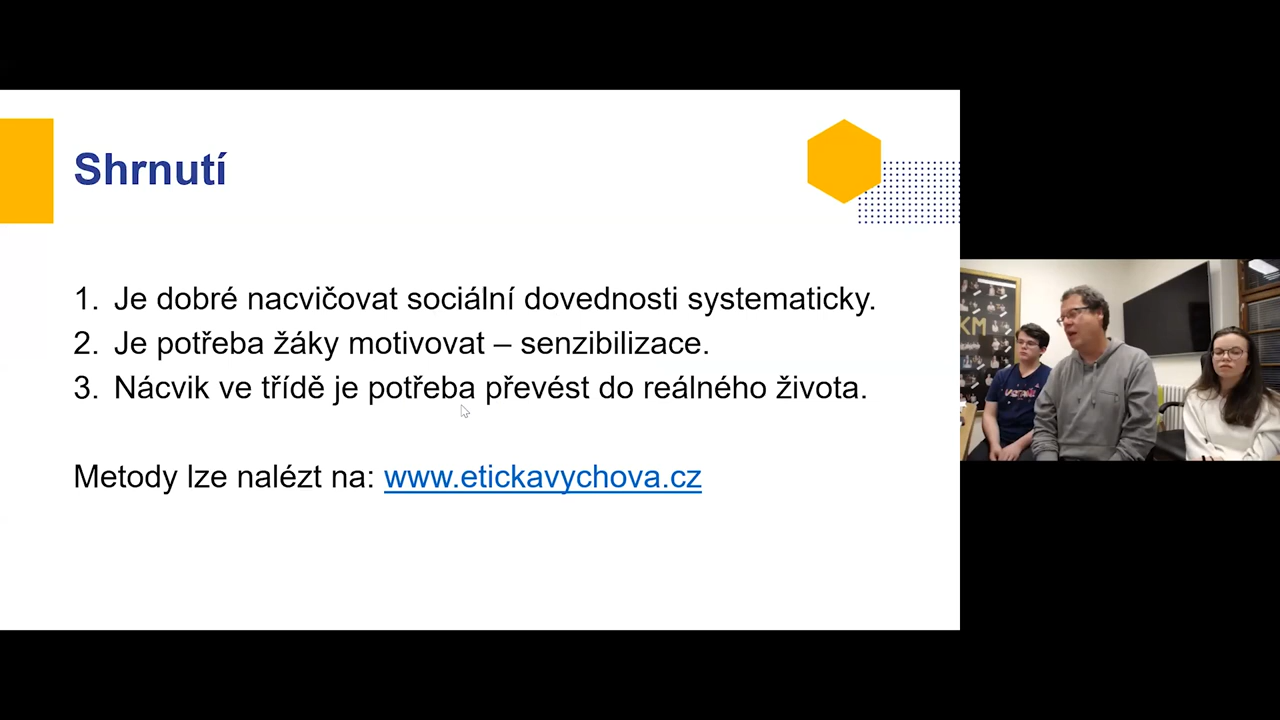 Shrnutí
1. Je dobré nacvičovat sociální dovednosti systematicky.
2. Je potřeba žáky motivovat – senzibilizace.
3. Nácvik ve třídě je potřeba převést do reálného života.
Metody lze nalézt na: www.etickavychova.cz
KM